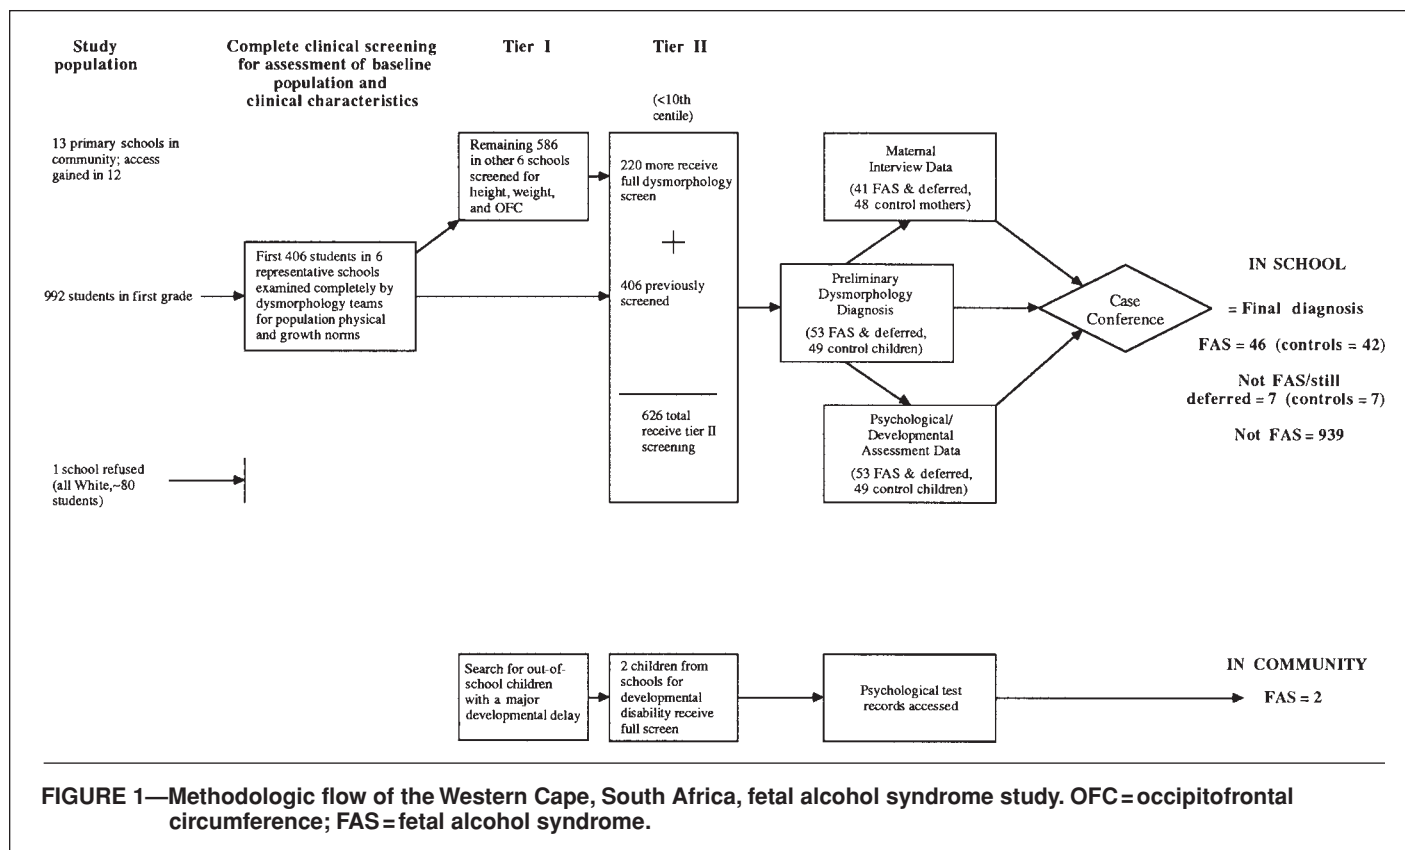 Study
population
Complete clinical screening
for assessment of baseline
population and
clinical characteristics
Tier I
Tier II
(<10th
centile)
13 primary schools in
community; access
gained in 12
992 students in first grade
1 school refused
(all White,~80
students)
First 406 students in 6
representative schools
examined completely by
dysmorphology teams
for population physical
and growth norms
Remaining 586
in other 6 schools
screened for
height, weight,
and OFC
220 more receive
full dysmorphology
screen
+
406 previously
screened
626 total
receive tier II
screening
Maternal
Interview Data
(41 FAS & deferred,
48 control mothers)
Preliminary
Dysmorphology
Diagnosis
(53 FAS & deferred,
49 control children)
Psychological/
Developmental
Assessment Data
(53 FAS & deferred,
49 control children)
Case
Conference
IN SCHOOL
= Final diagnosis
FAS = 46 (controls = 42)
Not FAS/still
deferred = 7 (controls = 7)
Not FAS = 939
Search for out-of-
school children
with a major
developmental delay
2 children from
schools for
developmental
disability receive
full screen
Psychological test
records accessed
IN COMMUNITY
FAS = 2
FIGURE 1—Methodologic flow of the Western Cape, South Africa, fetal alcohol syndrome study. OFC=occipitofrontal
circumference; FAS=fetal alcohol syndrome.